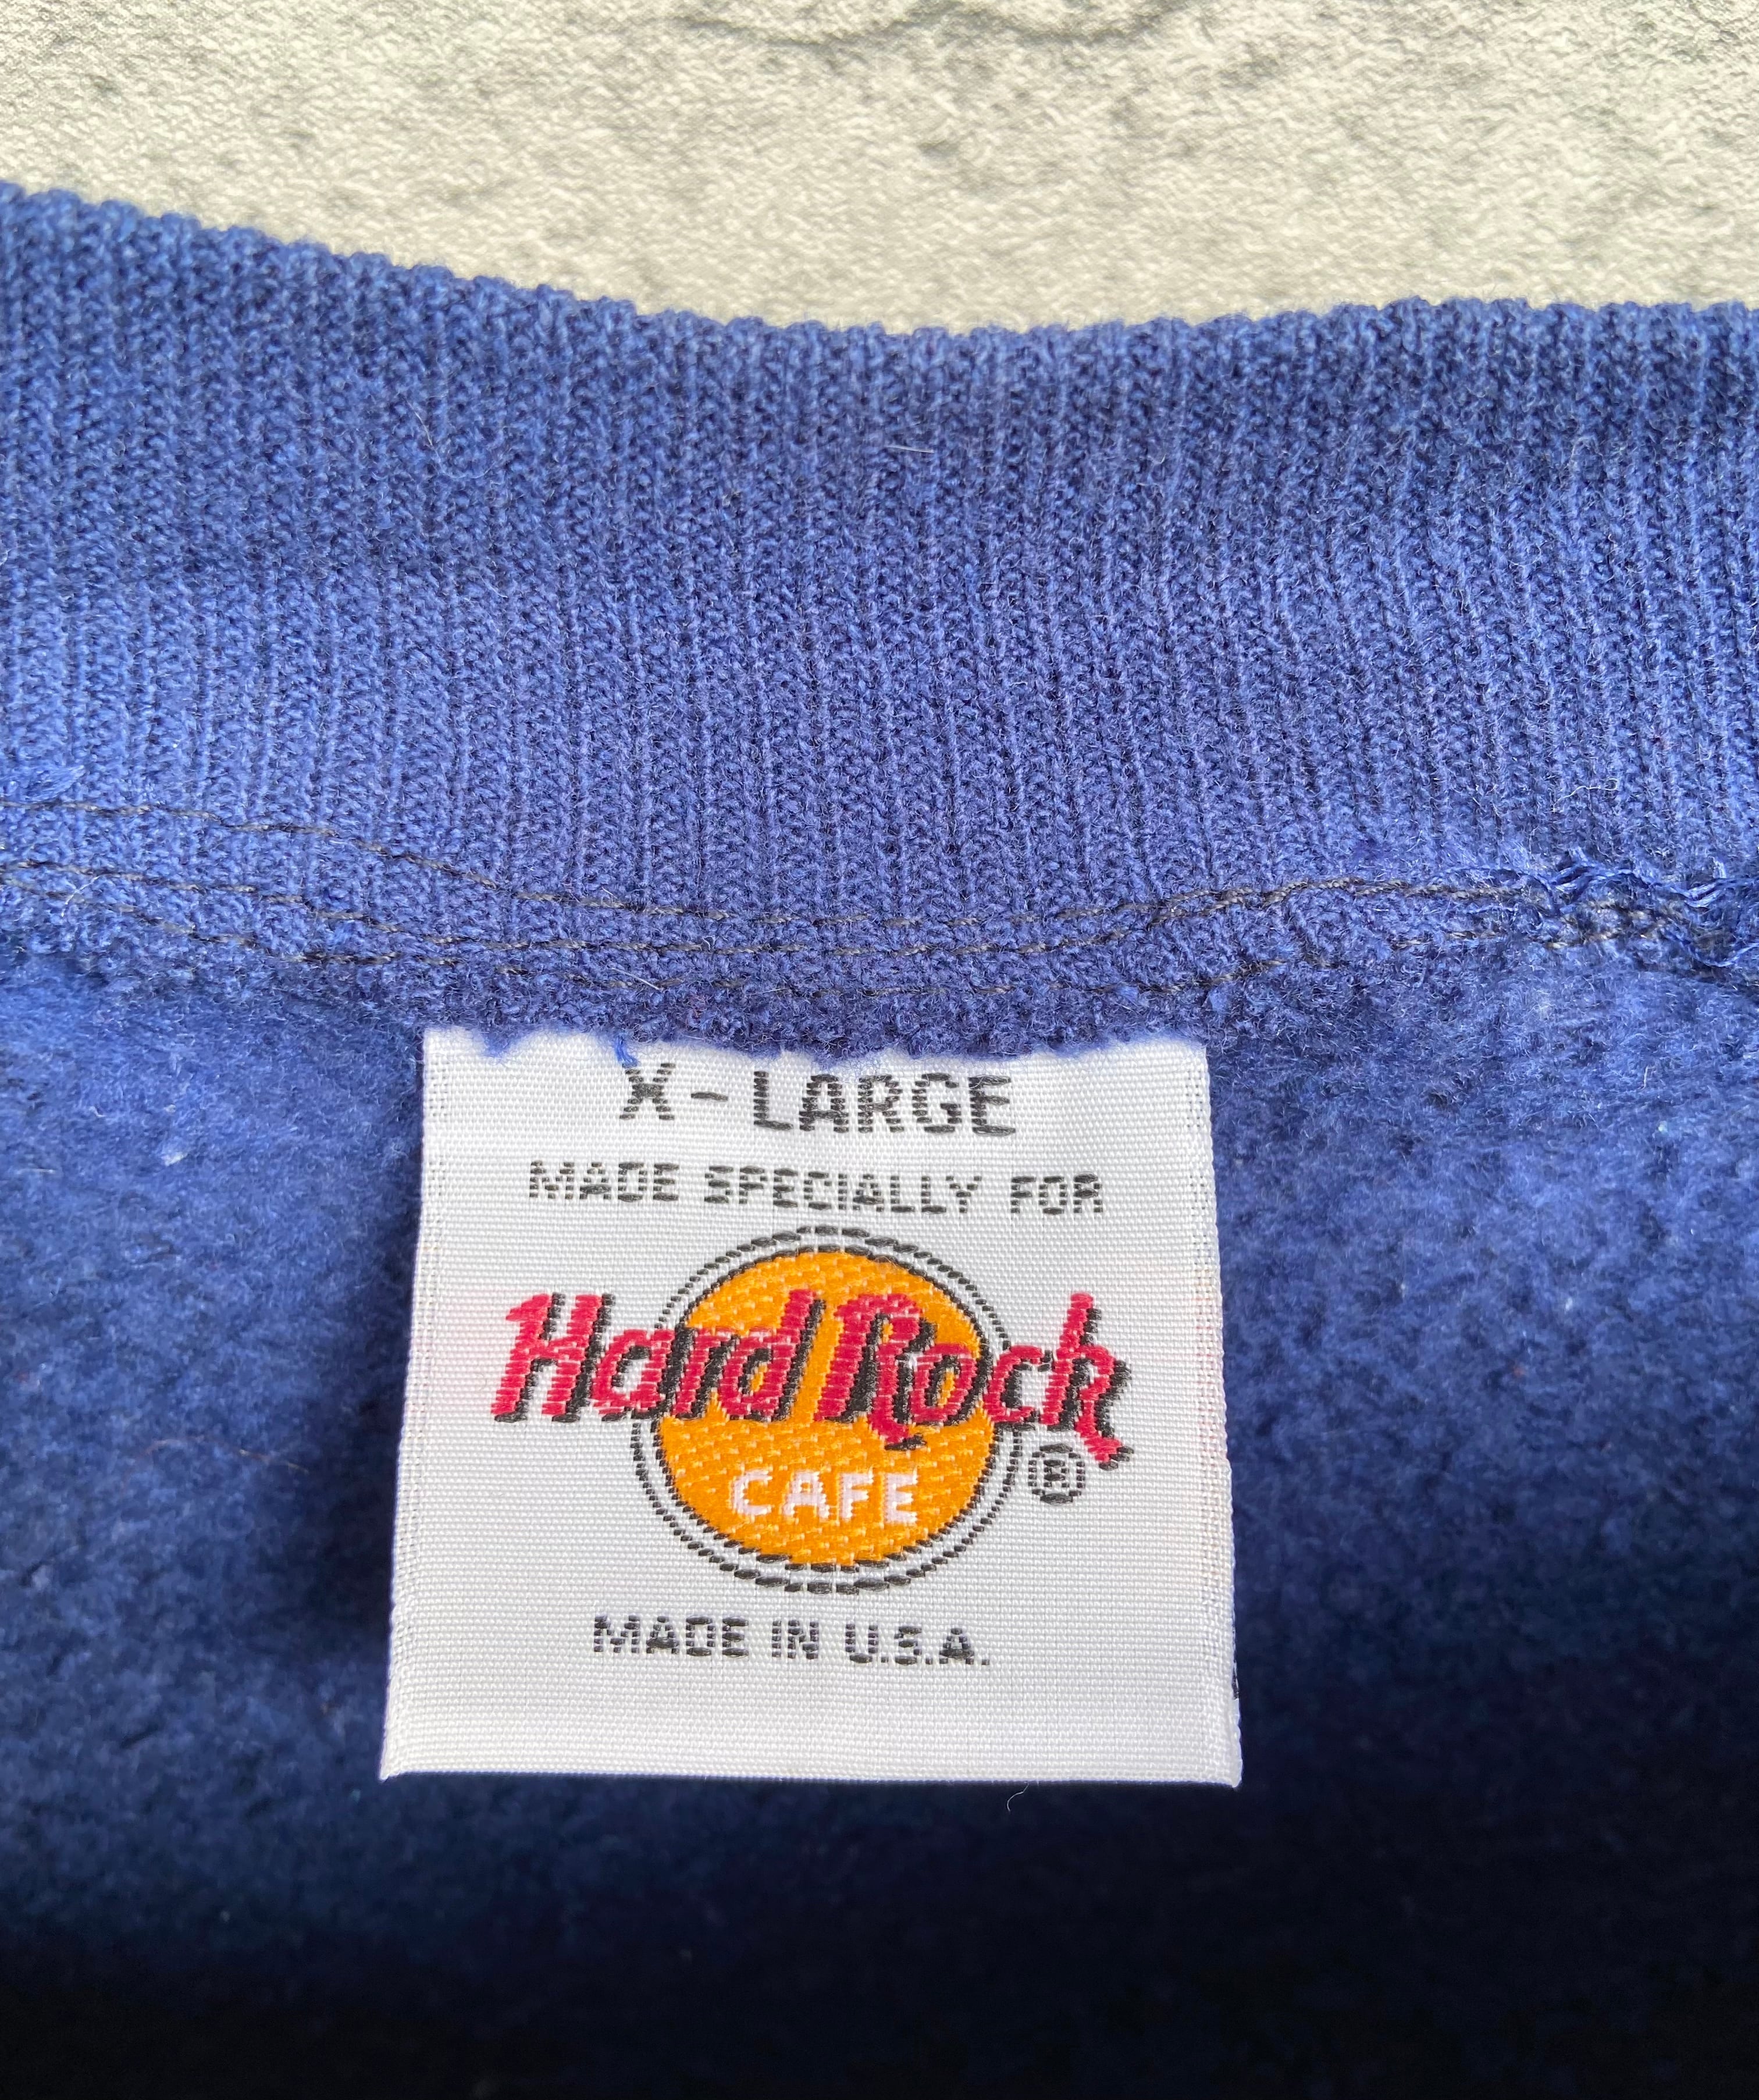 X-LARGE
MADE SPECIALLY FOR
Hard Rock
CAFE
®
MADE IN U.S.A.